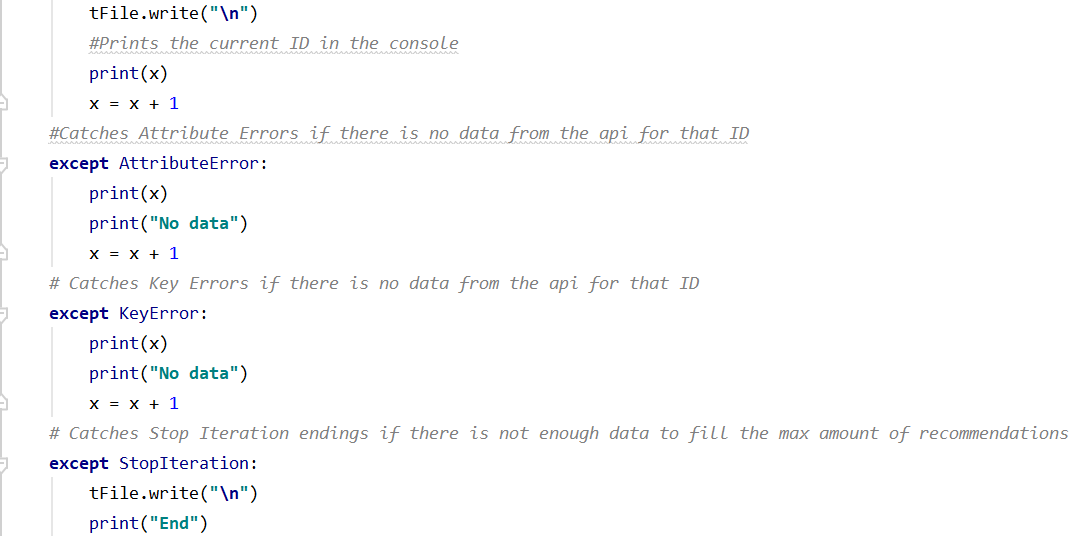 tFile.write("\n")
#Prints the current ID in the console
print(x)
x = x + 1
#Catches Attribute Errors if there is no data from the api for that ID
except AttributeError:
print(x)
print("No data")
x = x + 1
# Catches Key Errors if there is no data from the api for that ID
except KeyError:
print(x)
print("No data")
x = x + 1
# Catches Stop Iteration endings if there is not enough data to fill the max amount of recommendations
except StopIteration:
tFile.write("\n")
print("End")